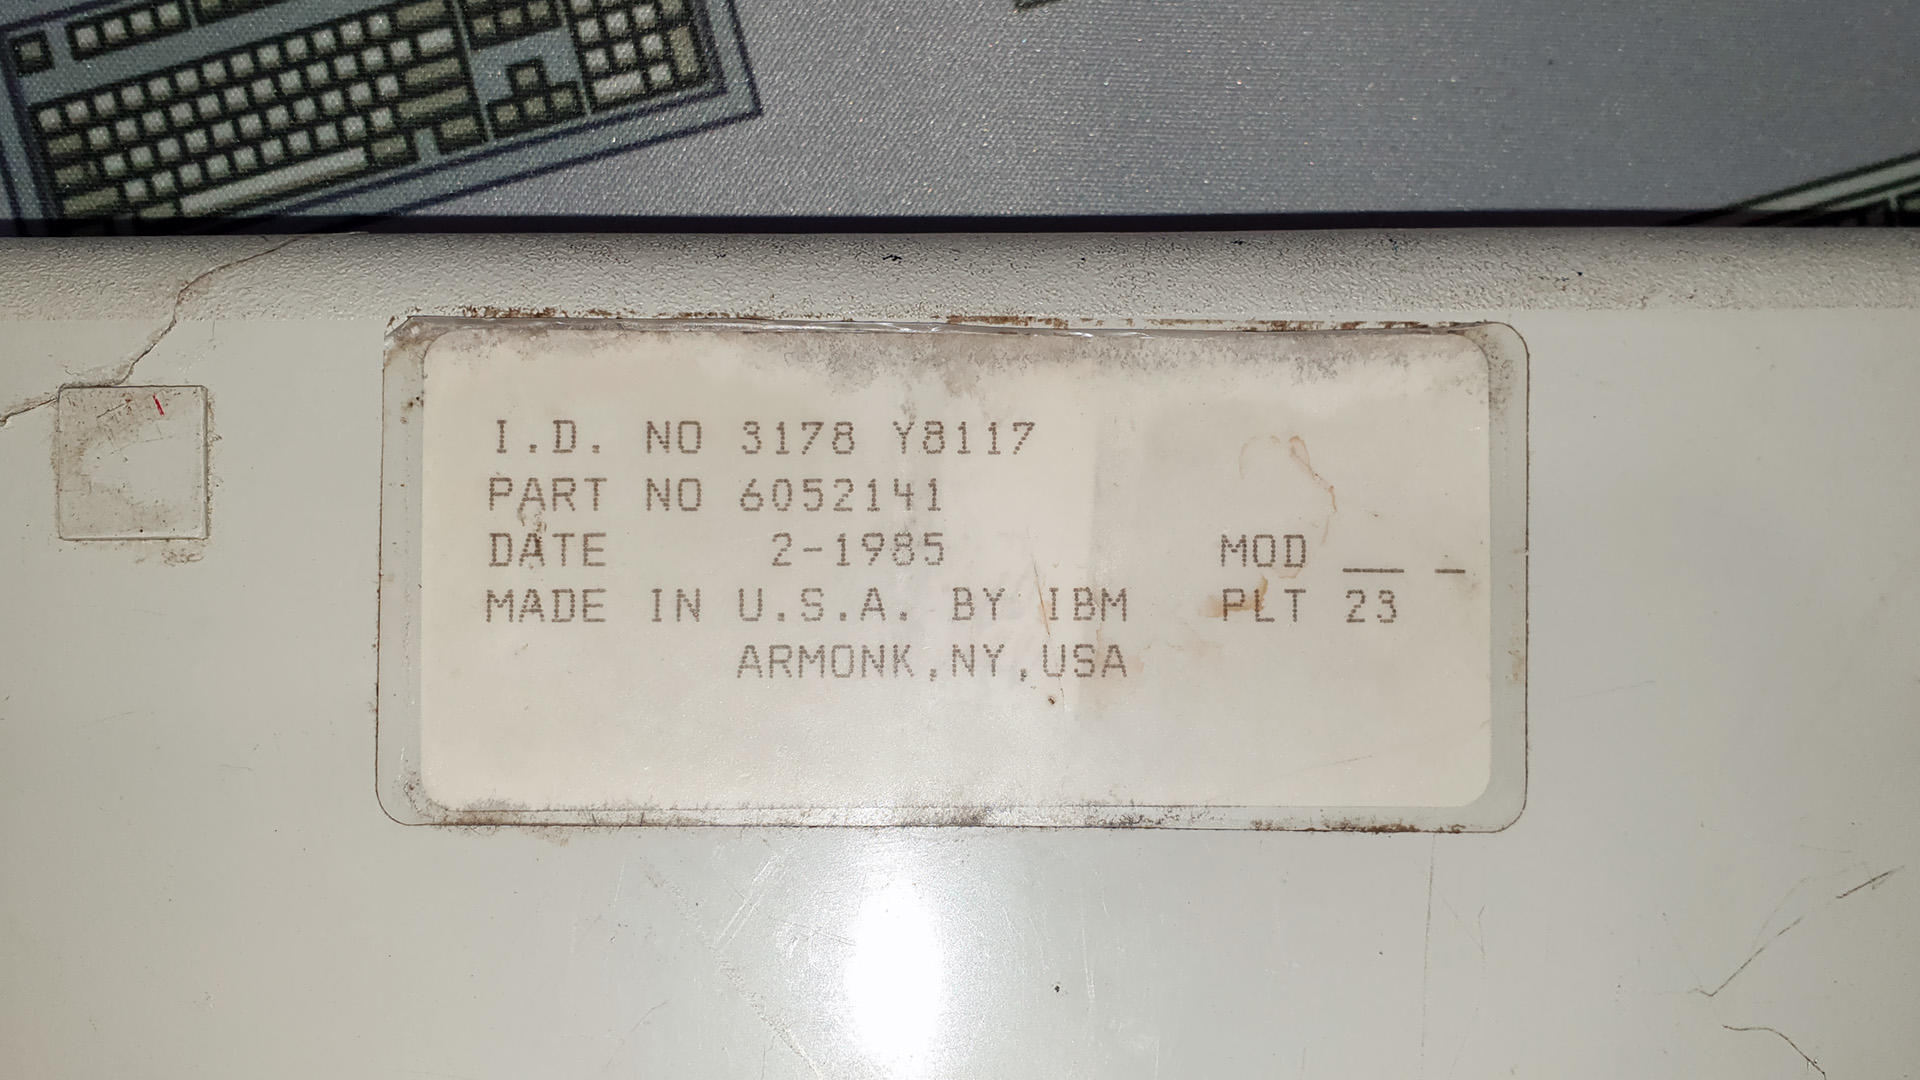 I.D. NO 3178 Y8117
PART NO 6052141
DATE 2-1985 MOD __ _
MADE IN U.S.A. BY IBM PLT 23
ARMONK,NY,USA